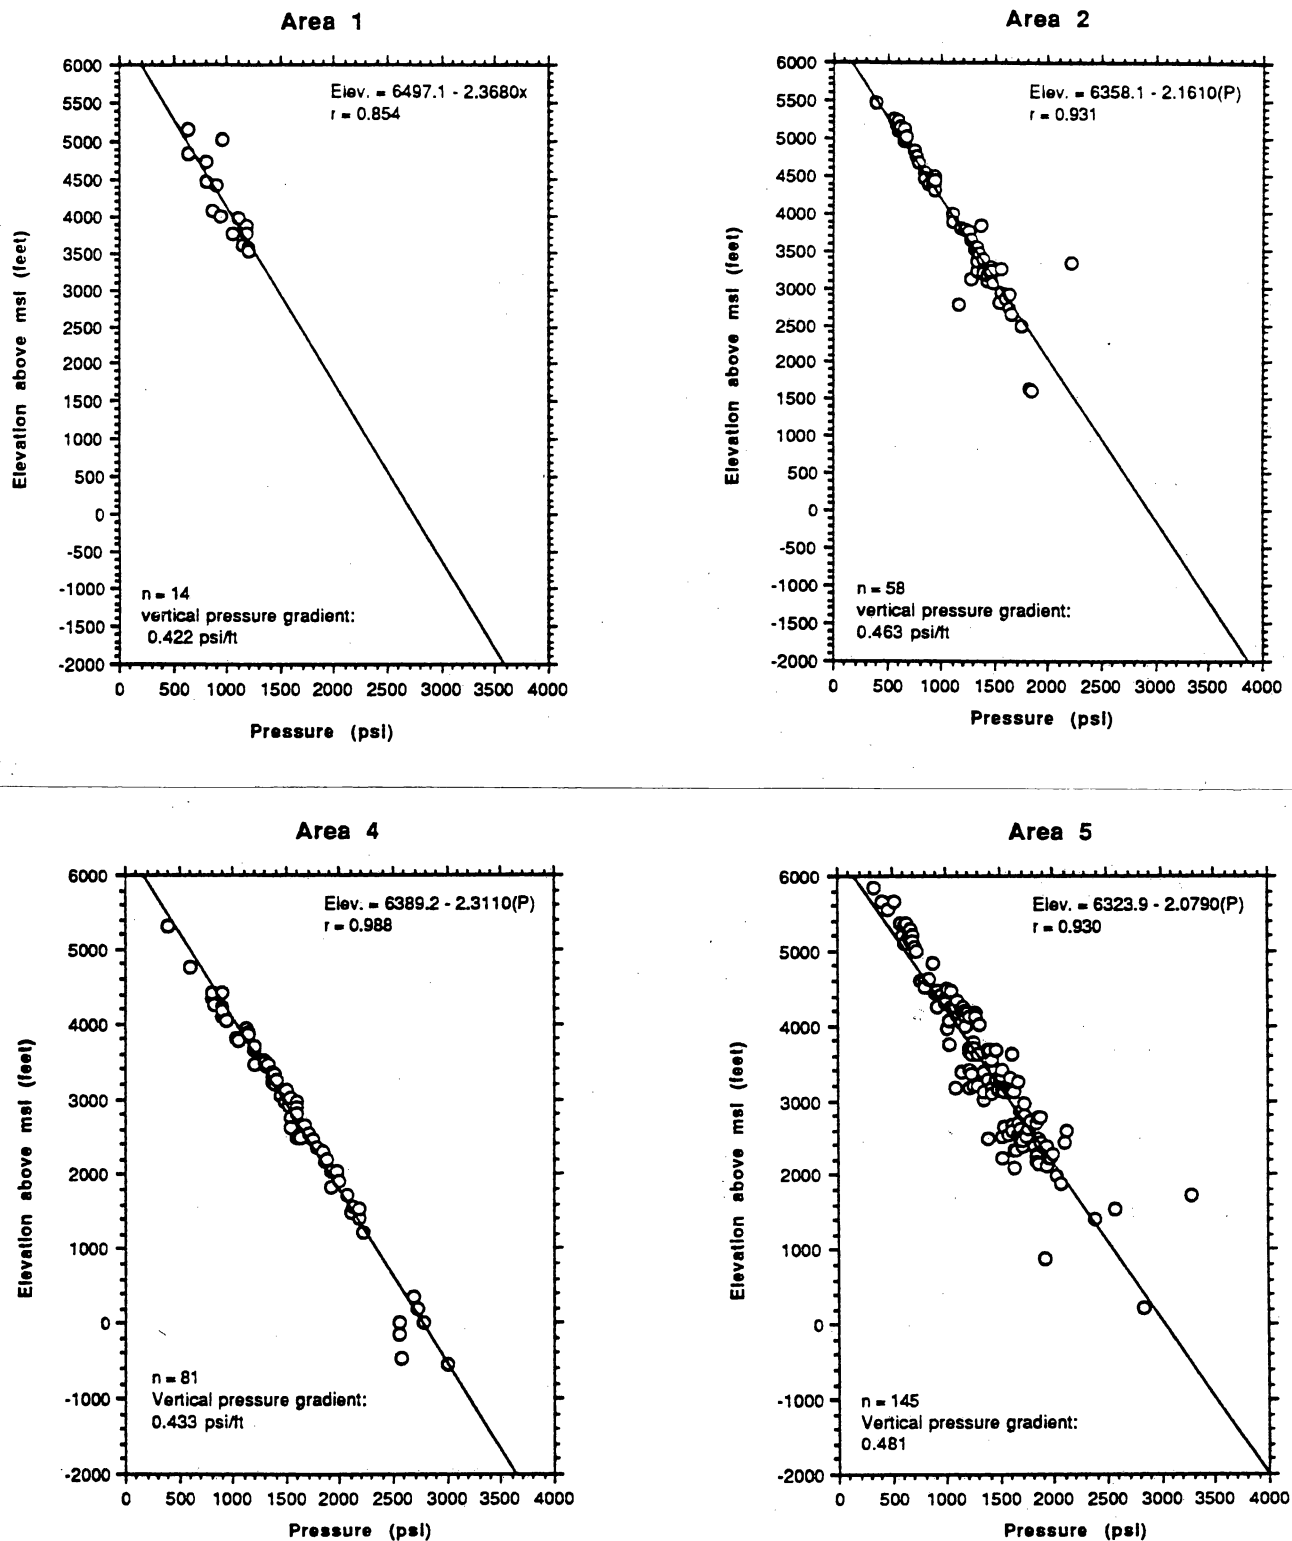 Area 1
Elev. = 6497.1 - 2.3680x
r = 0.854
6000
5500
5000
4500
4000
3500
3000
2500
2000
1500
1000
500
0
-500
-1000
-1500
-2000
Elevation above msl (feet)
n = 14
vertical pressure gradient:
0.422 psi/ft
0 500 1000 1500 2000 2500 3000 3500 4000
Pressure (psi)
Area 2
Elev. = 6358.1 - 2.1610(P)
r = 0.931
6000
5500
5000
4500
4000
3500
3000
2500
2000
1500
1000
500
0
-500
-1000
-1500
-2000
Elevation above msl (feet)
n = 58
vertical pressure gradient:
0.463 psi/ft
0 500 1000 1500 2000 2500 3000 3500 4000
Pressure (psi)
Area 4
Elev. = 6389.2 - 2.3110(P)
r = 0.988
6000
5000
4000
3000
2000
1000
0
-1000
-2000
Elevation above msl (feet)
n = 81
Vertical pressure gradient:
0.433 psi/ft
0 500 1000 1500 2000 2500 3000 3500 4000
Pressure (psi)
Area 5
Elev. = 6323.9 - 2.0790(P)
r = 0.930
6000
5000
4000
3000
2000
1000
0
-1000
-2000
Elevation above msl (feet)
n = 145
Vertical pressure gradient:
0.481
0 500 1000 1500 2000 2500 3000 3500 4000
Pressure (psi)